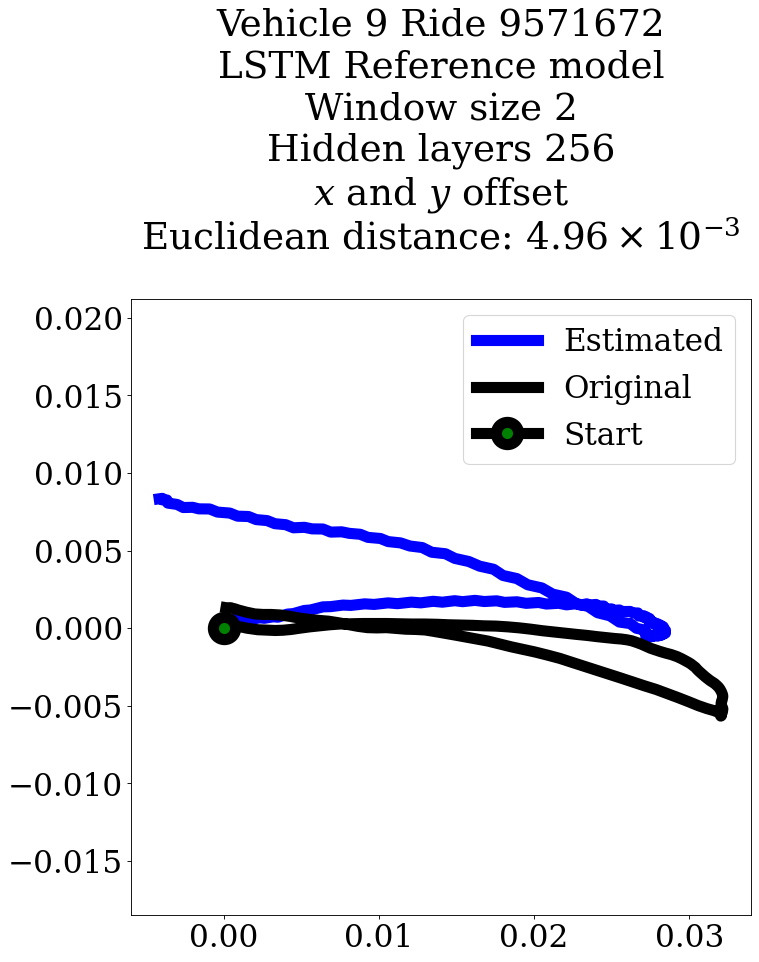 Vehicle 9 Ride 9571672
LSTM Reference model
Window size 2
Hidden layers 256
x and y offset
Euclidean distance: 4.96 × 10⁻³
Estimated
Original
Start
0.020
0.015
0.010
0.005
0.000
−0.005
−0.010
−0.015
0.00 0.01 0.02 0.03